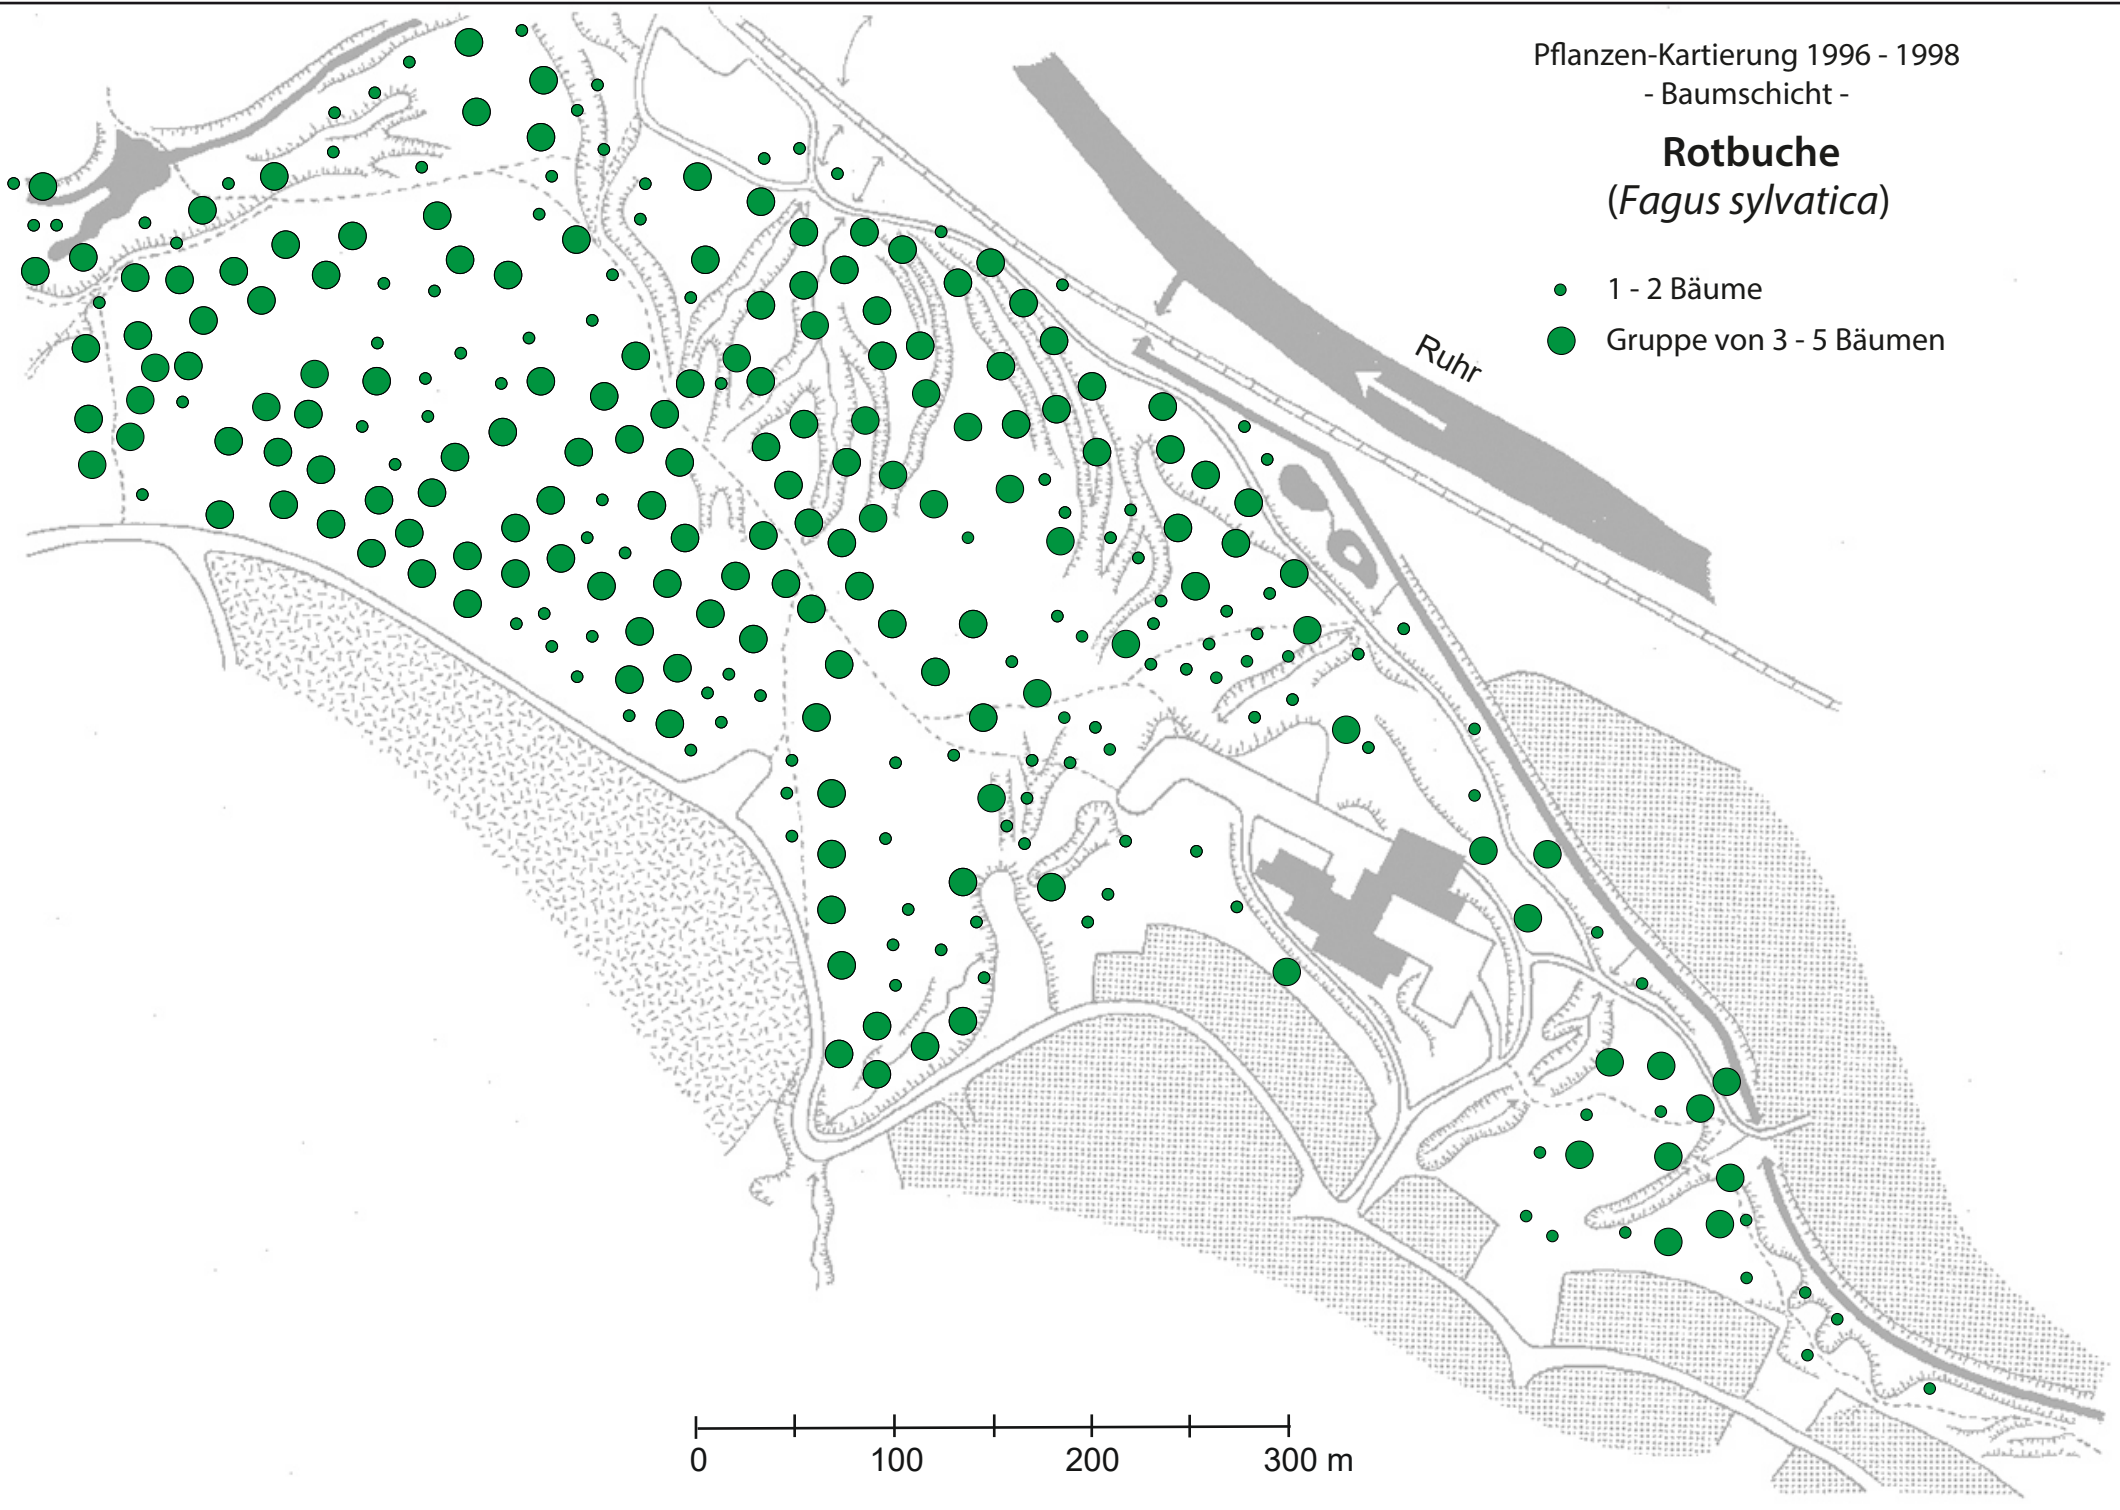 Pflanzen-Kartierung 1996 - 1998
- Baumschicht -
Rotbuche
(Fagus sylvatica)
1 - 2 Bäume
Gruppe von 3 - 5 Bäumen
Ruhr
0 100 200 300 m